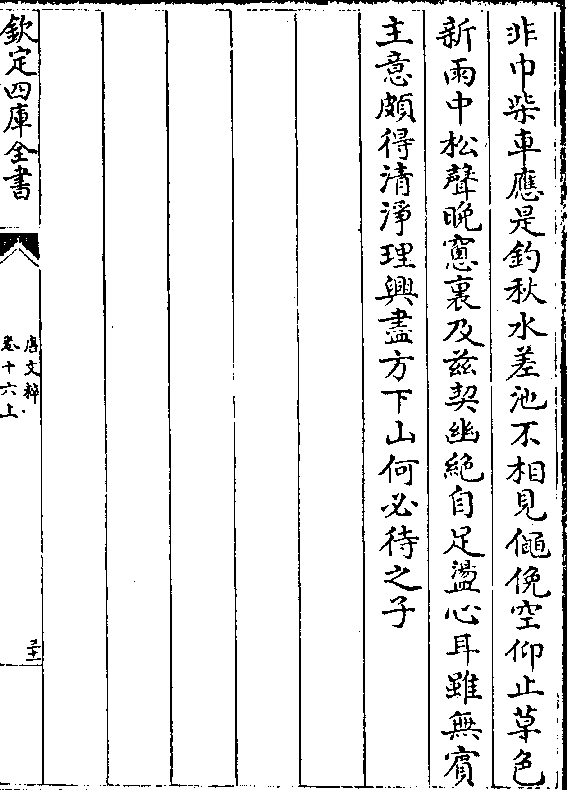 非巾柴車應是釣秋水差池不相見僶俛空仰止草色
新雨中松聲晚窻裏及兹契幽絶自足盪心耳雖無賓
主意頗得清淨理興盡方下山何必待之子
欽定四庫全書
唐文粹
卷十六上